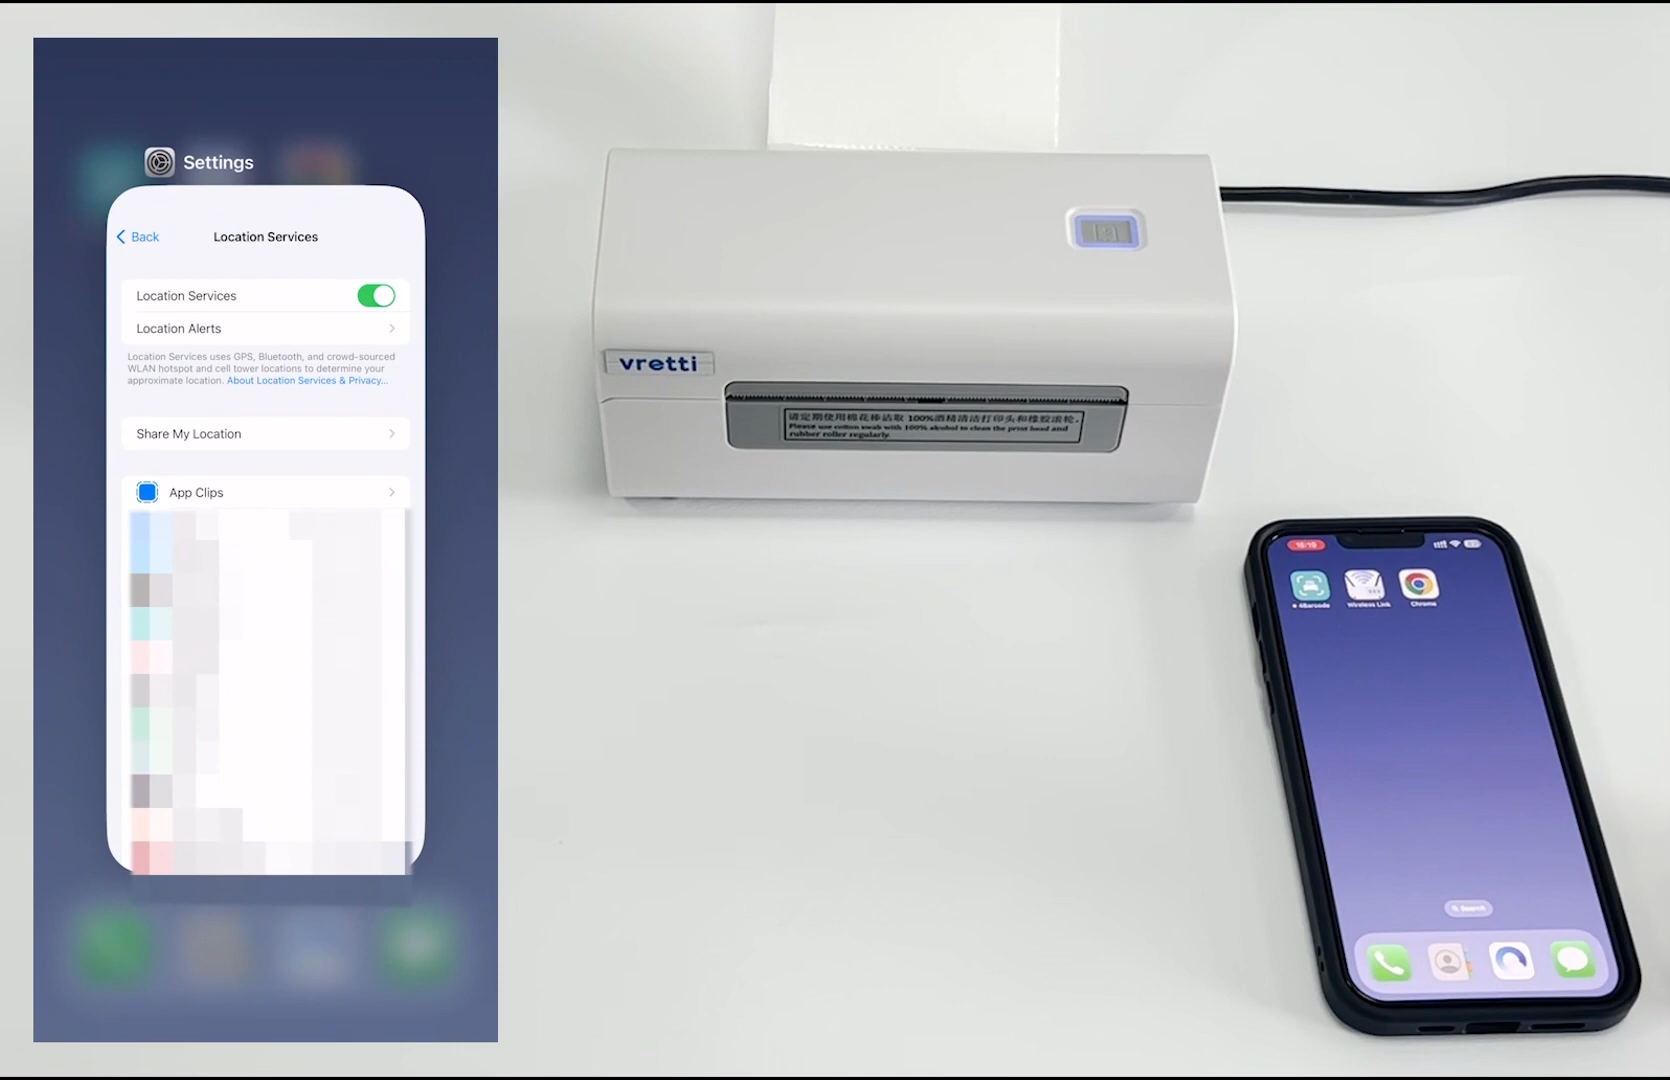 Settings
Back
Location Services
Location Services
Location Alerts
Location Services uses GPS, Bluetooth, and crowd-sourced
WLAN hotspot and cell tower locations to determine your
approximate location. About Location Services & Privacy...
Share My Location
App Clips
vretti
请定期使用棉花棒沾取 100%酒精清洁打印头和橡胶滚轮。
Please use cotton swab with 100% alcohol to clean the print head and
rubber roller regularly.
15:19
4Barcode
Wireless Link
Chrome
Search